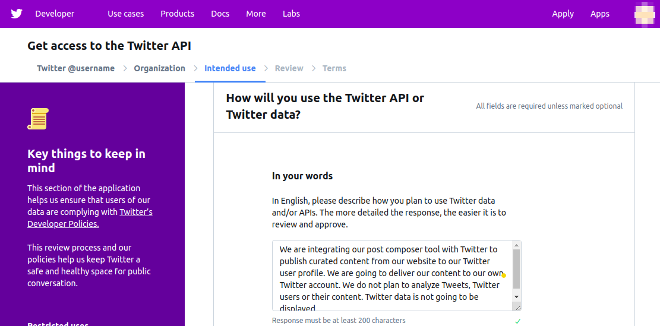 Developer Use cases Products Docs More Labs Apply Apps
Get access to the Twitter API
Twitter @username > Organization > Intended use > Review > Terms
Key things to keep in
mind
This section of the application
helps us ensure that users of our
data are complying with Twitter's
Developer Policies.
This review process and our
policies help us keep Twitter a
safe and healthy space for public
conversation.
Restricted uses
How will you use the Twitter API or
Twitter data?
All fields are required unless marked optional
In your words
In English, please describe how you plan to use Twitter data
and/or APIs. The more detailed the response, the easier it is to
review and approve.
We are integrating our post composer tool with Twitter to
publish curated content from our website to our Twitter
user profile. We are going to deliver our content to our own
Twitter account. We do not plan to analyze Tweets, Twitter
users or their content. Twitter data is not going to be
displayed
Response must be at least 200 characters